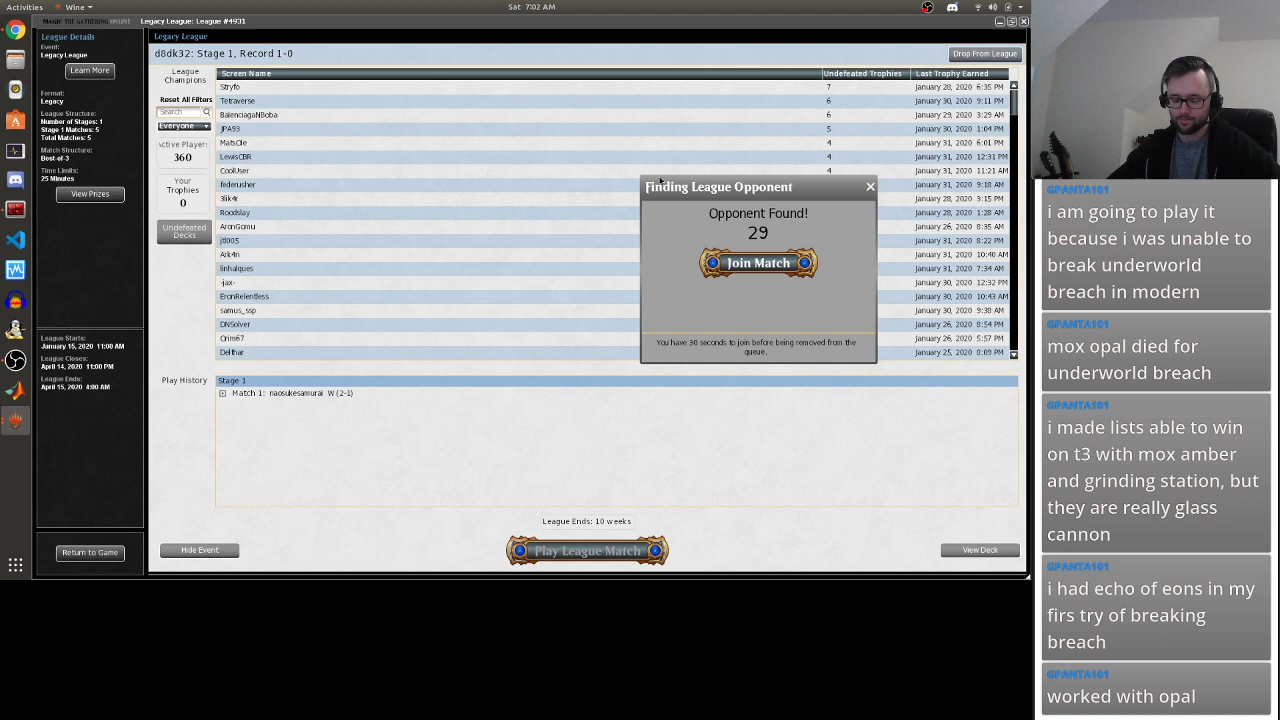 Activities
Wine
Sat 7:02 AM
MAGIC THE GATHERING ONLINE
Legacy League: League #4931
League Details
Event:
Legacy League
Learn More
Format:
Legacy
League Structure:
Number of Stages: 1
Stage 1 Matches: 5
Total Matches: 5
Match Structure:
Best-of-3
Time Limits:
25 Minutes
View Prizes
League Starts:
January 15, 2020 11:00 AM
League Closes:
April 14, 2020 11:00 PM
League Ends:
April 15, 2020 4:00 AM
Return to Game
Legacy League
d8dk32: Stage 1, Record 1-0
Drop From League
League Champions
Reset All Filters
Search
Everyone
Active Players
360
Your Trophies
0
Undefeated Decks
Screen Name Undefeated Trophies Last Trophy Earned
Stryfo 7 January 28, 2020 6:35 PM
Tetraverse 6 January 30, 2020 9:11 PM
BalenciagaNBoba 6 January 29, 2020 3:29 AM
JPA93 5 January 30, 2020 1:04 PM
MatsOle 4 January 31, 2020 6:01 PM
LewisCBR 4 January 31, 2020 12:31 PM
CoolUser 4 January 31, 2020 11:21 AM
federusher January 31, 2020 9:18 AM
3lik4r January 28, 2020 3:15 PM
Roodslay January 28, 2020 1:28 AM
AronGomu January 26, 2020 8:35 AM
jtl005 January 31, 2020 8:22 PM
Ark4n January 31, 2020 10:40 AM
linhalques January 31, 2020 7:34 AM
-jax- January 30, 2020 12:32 PM
EronRelentless January 30, 2020 10:43 AM
samus_ssp January 30, 2020 9:38 AM
DNSolver January 26, 2020 8:54 PM
Orim67 January 26, 2020 5:57 PM
Delthar January 25, 2020 8:09 PM
Finding League Opponent
Opponent Found!
29
Join Match
You have 30 seconds to join before being removed from the
queue.
Play History
Stage 1
Match 1: naosukesamurai W (2-1)
League Ends: 10 weeks
Hide Event
Play League Match
View Deck
GPANTA101
i am going to play it
because i was unable to
break underworld
breach in modern
GPANTA101
mox opal died for
underworld breach
GPANTA101
i made lists able to win
on t3 with mox amber
and grinding station, but
they are really glass
cannon
GPANTA101
i had echo of eons in my
firs try of breaking
breach
GPANTA101
worked with opal